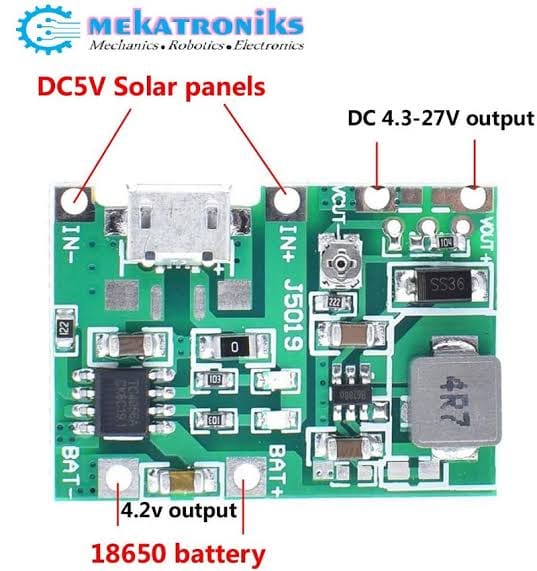 MEKATRONIKS
Mechanics • Robotics • Electronics
DC5V Solar panels
DC 4.3-27V output
IN-
IN+
VOUT+
104
J5019
222
SS36
122
0
103
4R7
BAT-
BAT+
4.2v output
18650 battery